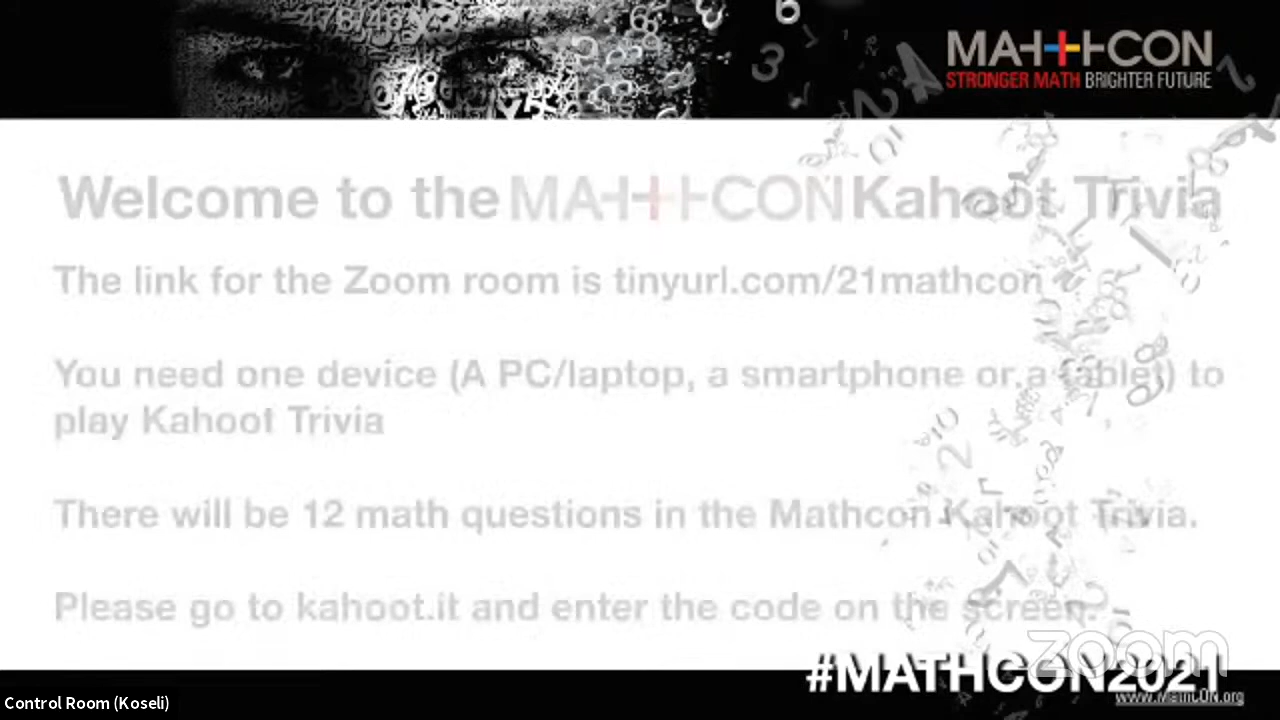 MATHCON
STRONGER MATH BRIGHTER FUTURE
Welcome to the MATHCON Kahoot Trivia
The link for the Zoom room is tinyurl.com/21mathcon
You need one device (A PC/laptop, a smartphone or a tablet) to
play Kahoot Trivia
There will be 12 math questions in the Mathcon Kahoot Trivia.
Please go to kahoot.it and enter the code on the screen.
zoom
#MATHCON2021
www.MathCON.org
Control Room (Koseli)